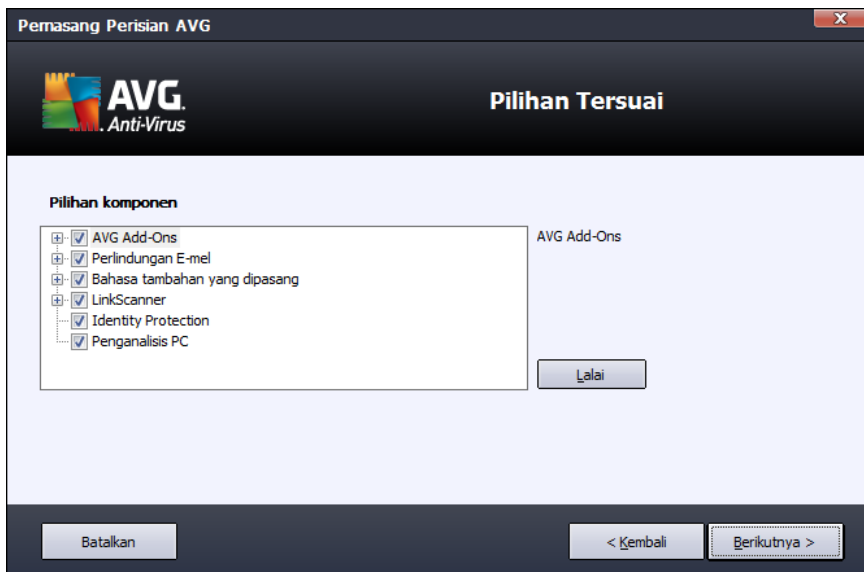 Pemasang Perisian AVG
X
AVG.
Anti-Virus
Pilihan Tersuai
Pilihan komponen
AVG Add-Ons
Perlindungan E-mel
Bahasa tambahan yang dipasang
LinkScanner
Identity Protection
Penganalisis PC
AVG Add-Ons
Lalai
Batalkan
< Kembali
Berikutnya >